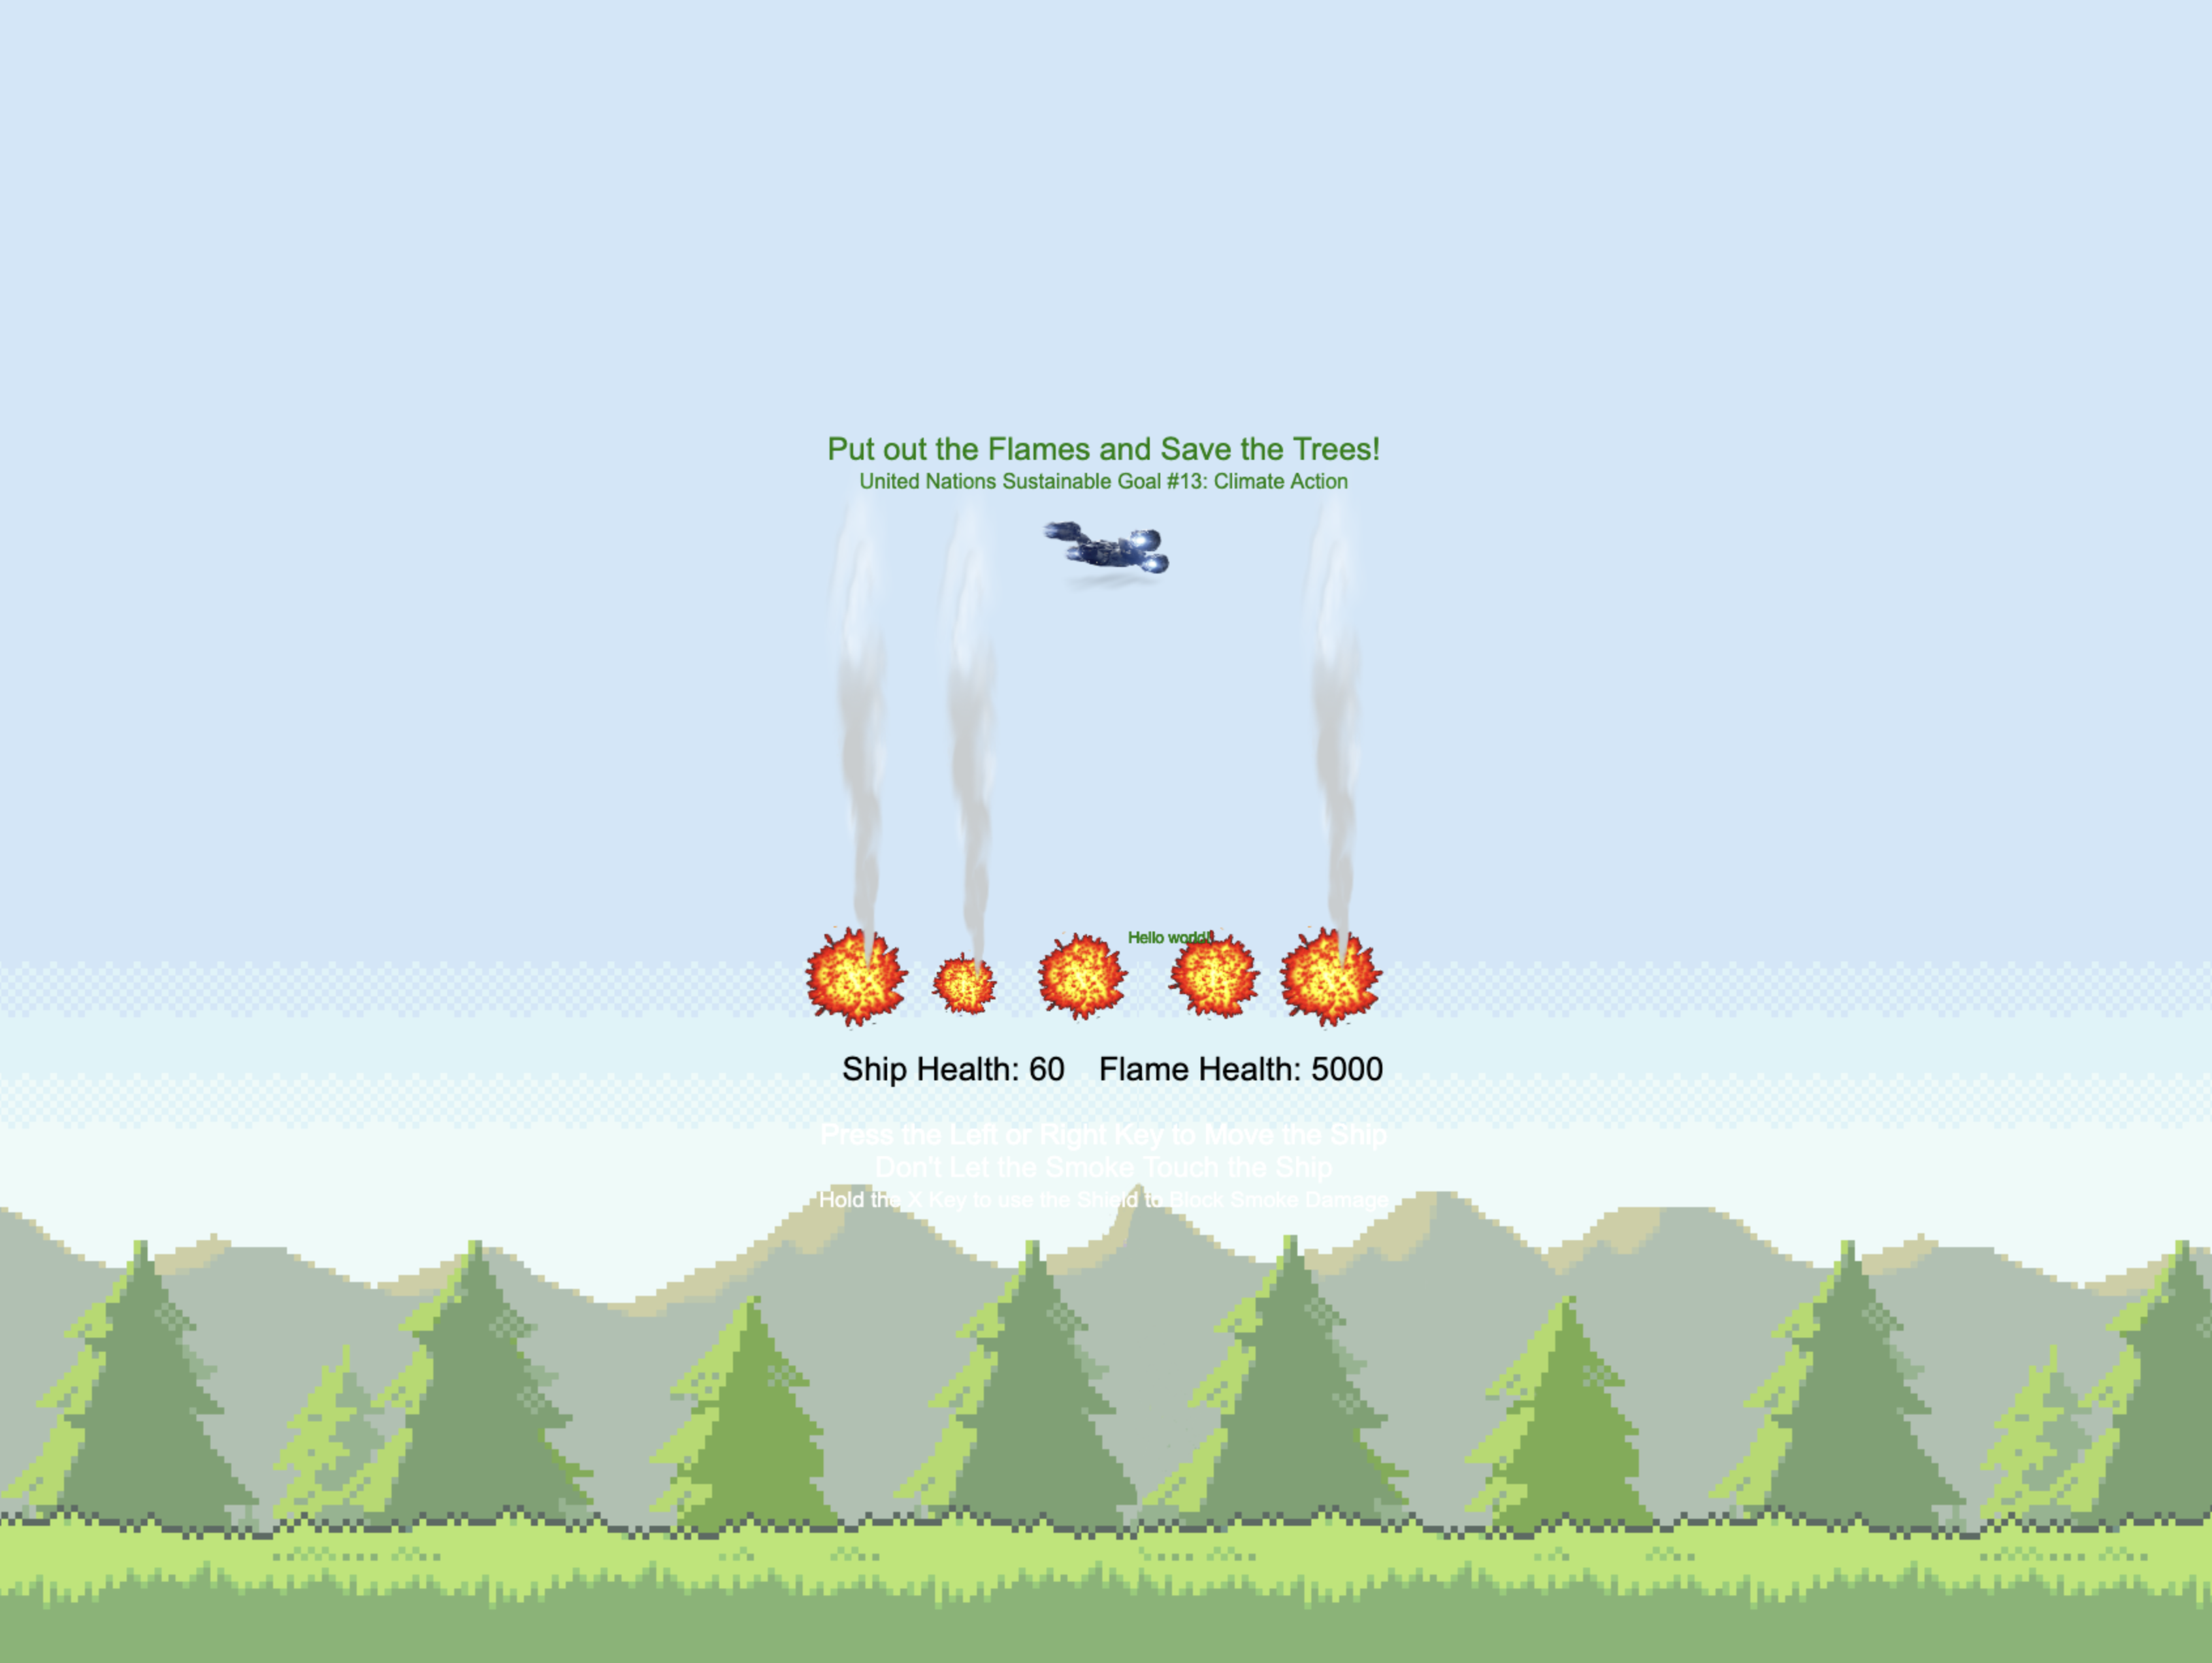 Put out the Flames and Save the Trees!
United Nations Sustainable Goal #13: Climate Action
Hello world!
Ship Health: 60 Flame Health: 5000
Press the Left or Right Key to Move the Ship
Don't Let the Smoke Touch the Ship
Hold the X Key to use the Shield to Block Smoke Damage